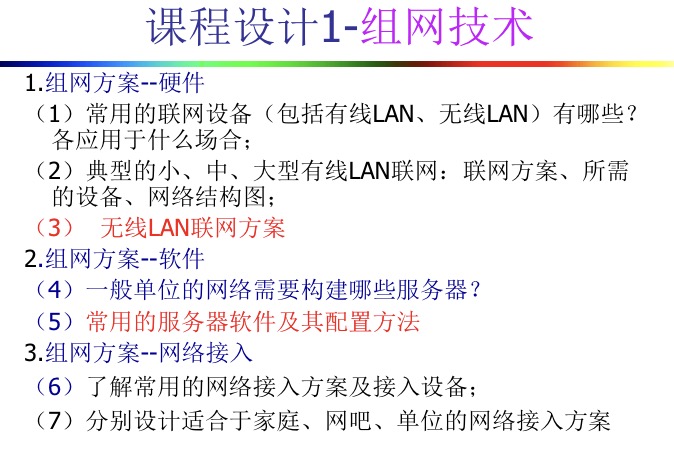 课程设计1-组网技术
1.组网方案--硬件
（1）常用的联网设备（包括有线LAN、无线LAN）有哪些？
各应用于什么场合；
（2）典型的小、中、大型有线LAN联网：联网方案、所需
的设备、网络结构图；
（3） 无线LAN联网方案
2.组网方案--软件
（4）一般单位的网络需要构建哪些服务器？
（5）常用的服务器软件及其配置方法
3.组网方案--网络接入
（6）了解常用的网络接入方案及接入设备；
（7）分别设计适合于家庭、网吧、单位的网络接入方案